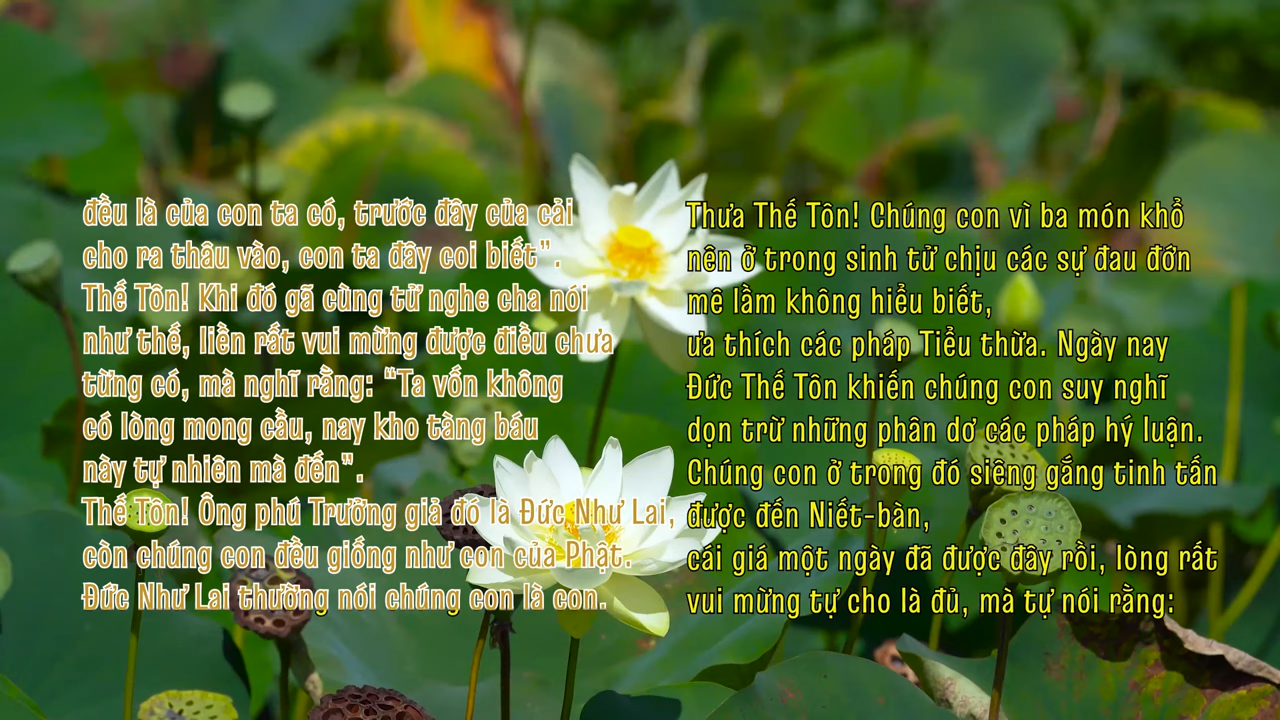 đều là của con ta có, trước đây của cải
cho ra thâu vào, con ta đây coi biết”.
Thế Tôn! Khi đó gã cùng tử nghe cha nói
như thế, liền rất vui mừng được điều chưa
từng có, mà nghĩ rằng: “Ta vốn không
có lòng mong cầu, nay kho tàng báu
này tự nhiên mà đến”.
Thế Tôn! Ông phú Trưởng giả đó là Đức Như Lai,
còn chúng con đều giống như con của Phật.
Đức Như Lai thường nói chúng con là con.
Thưa Thế Tôn! Chúng con vì ba món khổ
nên ở trong sinh tử chịu các sự đau đớn
mê lầm không hiểu biết,
ưa thích các pháp Tiểu thừa. Ngày nay
Đức Thế Tôn khiến chúng con suy nghĩ
dọn trừ những phân dơ các pháp hý luận.
Chúng con ở trong đó siêng gắng tinh tấn
được đến Niết-bàn,
cái giá một ngày đã được đây rồi, lòng rất
vui mừng tự cho là đủ, mà tự nói rằng: